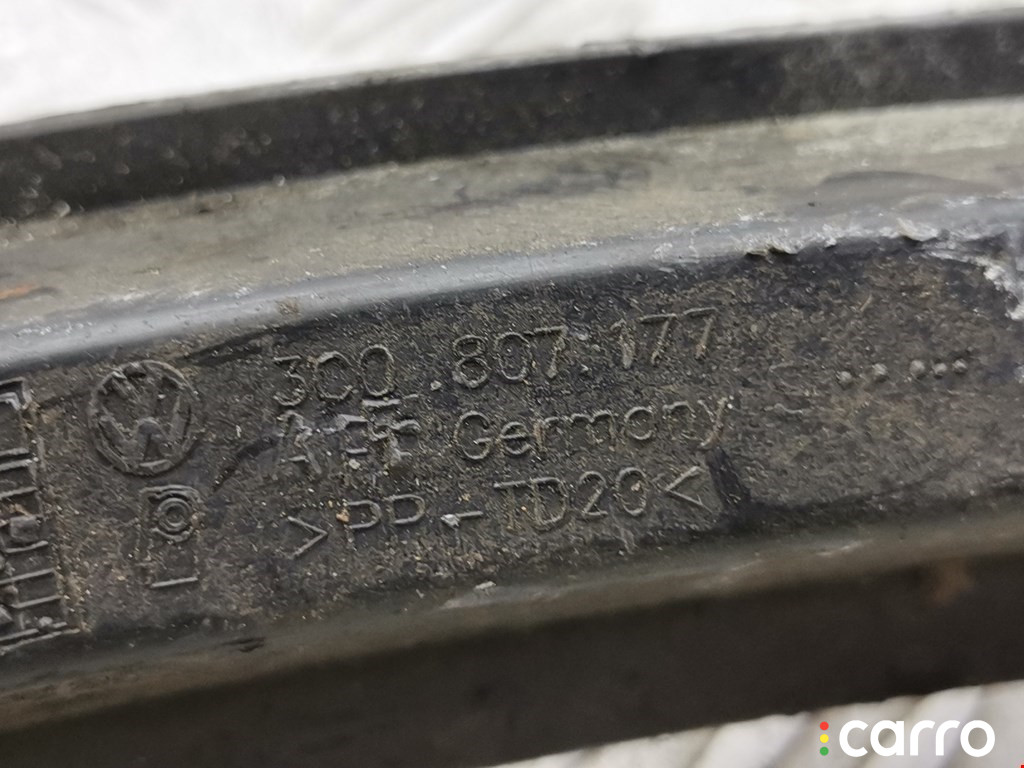 3C0 .807. 177
Germany
>PP - TD20<
carro